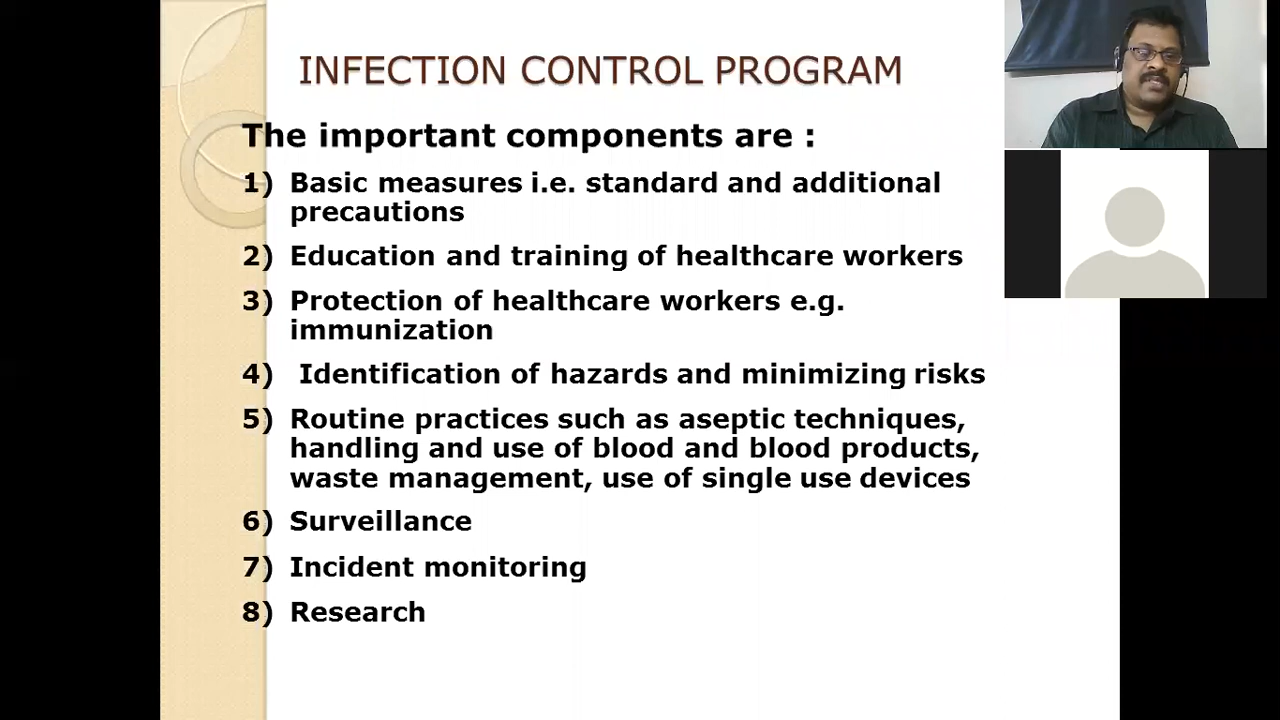 INFECTION CONTROL PROGRAM
The important components are :
1) Basic measures i.e. standard and additional
precautions
2) Education and training of healthcare workers
3) Protection of healthcare workers e.g.
immunization
4) Identification of hazards and minimizing risks
5) Routine practices such as aseptic techniques,
handling and use of blood and blood products,
waste management, use of single use devices
6) Surveillance
7) Incident monitoring
8) Research